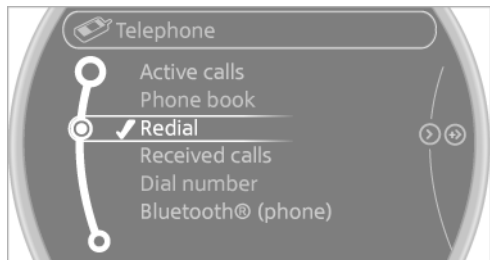 Telephone
Active calls
Phone book
Redial
Received calls
Dial number
Bluetooth® (phone)